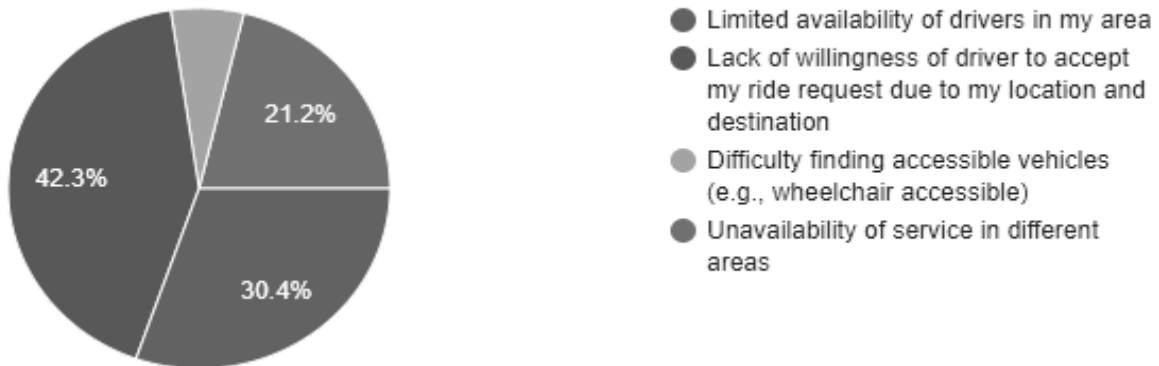 21.2%
42.3%
30.4%
Limited availability of drivers in my area
Lack of willingness of driver to accept
my ride request due to my location and
destination
Difficulty finding accessible vehicles
(e.g., wheelchair accessible)
Unavailability of service in different
areas